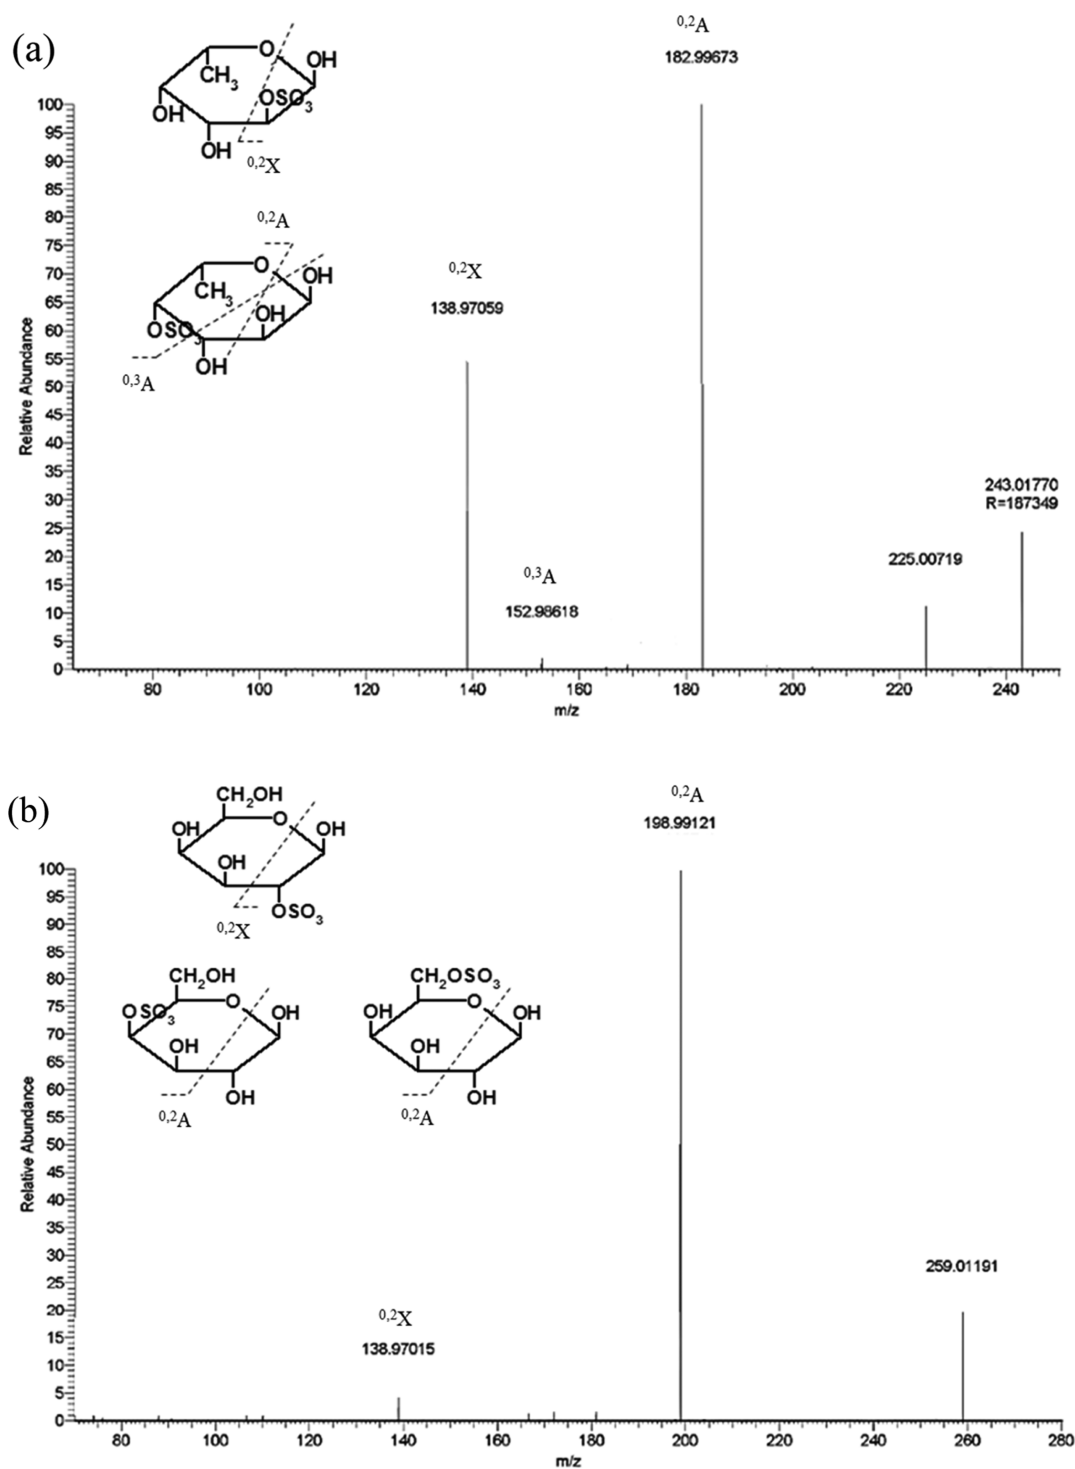 (a)
0,2A
182.99673
O
OH
CH3
OSO3
OH
OH
0,2X
0,2A
O
OH
CH3
OH
OSO3
OH
0,3A
0,2X
138.97059
0,3A
152.98618
225.00719
243.01770
R=187349
Relative Abundance
100
95
90
85
80
75
70
65
60
55
50
45
40
35
30
25
20
15
10
5
0
80 100 120 140 160 180 200 220 240
m/z
(b)
0,2A
198.99121
CH2OH
O
OH
OH
OH
OSO3
0,2X
CH2OH
O
OSO3
OH
OH
OH
0,2A
CH2OSO3
O
OH
OH
OH
OH
0,2A
0,2X
138.97015
259.01191
Relative Abundance
100
95
90
85
80
75
70
65
60
55
50
45
40
35
30
25
20
15
10
5
0
80 100 120 140 160 180 200 220 240 260 280
m/z